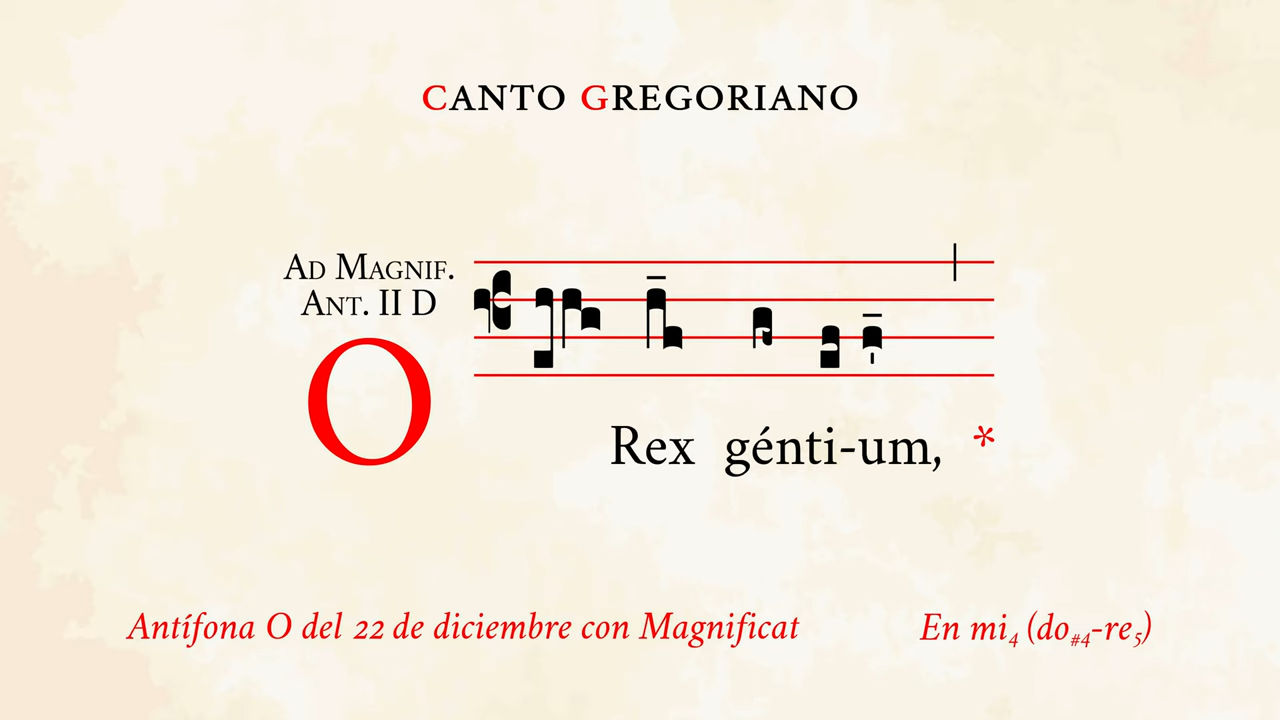 CANTO GREGORIANO
AD MAGNIF.
ANT. II D
O Rex génti-um, *
Antífona O del 22 de diciembre con Magnificat
En mi₄ (do#₄-re₅)